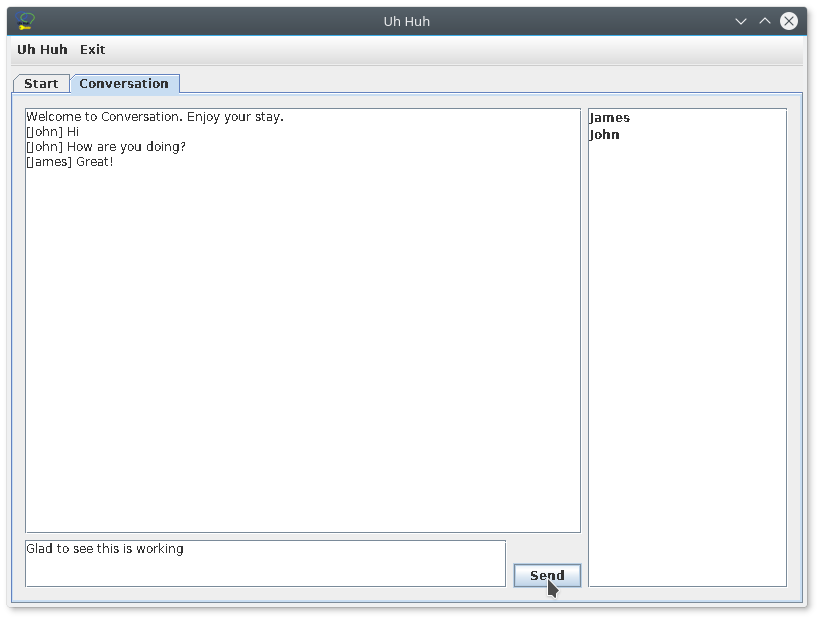 Uh Huh
Uh Huh Exit
Start Conversation
Welcome to Conversation. Enjoy your stay.
[John] Hi
[John] How are you doing?
[James] Great!
James
John
Glad to see this is working
Send